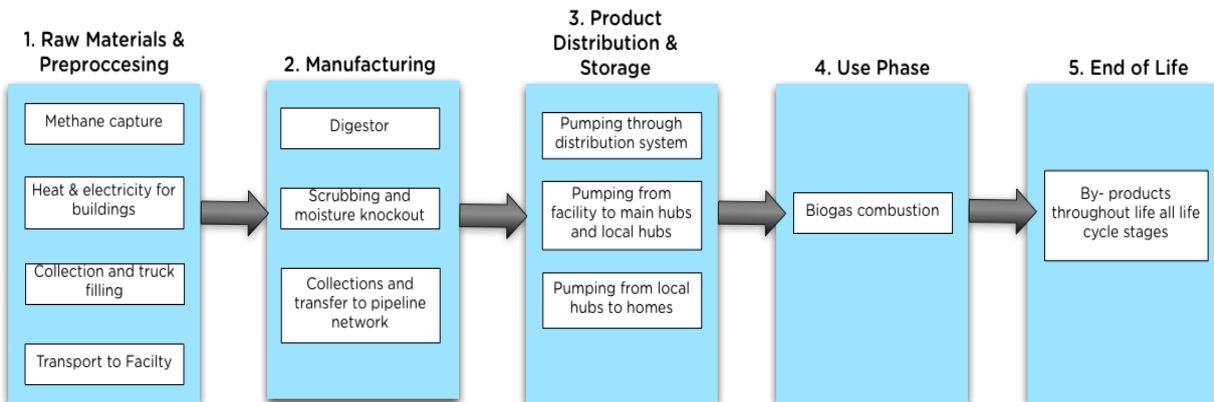 1. Raw Materials &
Preproccesing
Methane capture
Heat & electricity for
buildings
Collection and truck
filling
Transport to Facilty
2. Manufacturing
Digestor
Scrubbing and
moisture knockout
Collections and
transfer to pipeline
network
3. Product
Distribution &
Storage
Pumping through
distribution system
Pumping from
facility to main hubs
and local hubs
Pumping from local
hubs to homes
4. Use Phase
Biogas combustion
5. End of Life
By- products
throughout life all life
cycle stages